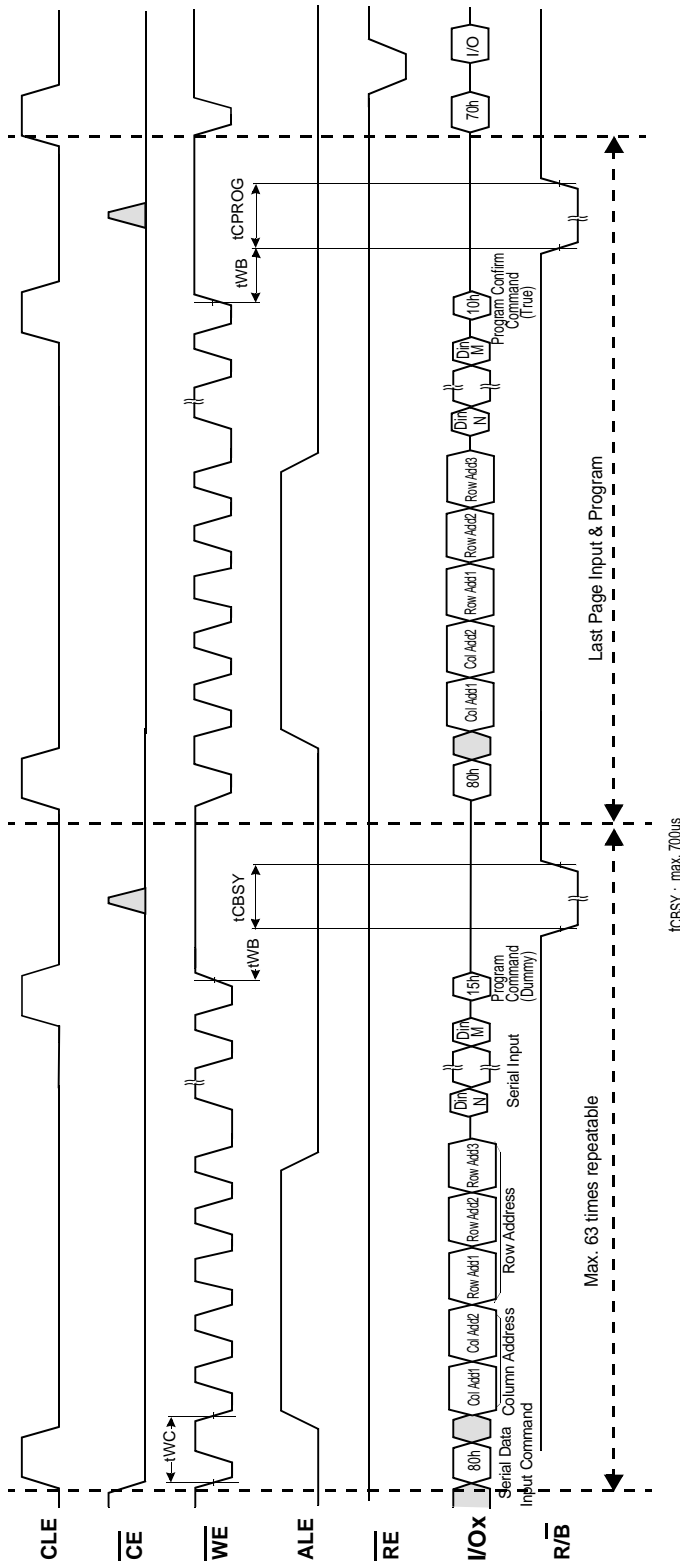 CLE
CE
WE
ALE
RE
I/Ox
R/B
tWC
tWB
tCBSY
tWB
tCPROG
80h
Col Add1
Col Add2
Row Add1
Row Add2
Row Add3
Din
N
Din
M
15h
80h
Col Add1
Col Add2
Row Add1
Row Add2
Row Add3
Din
N
Din
M
10h
70h
I/O
Serial Data
Input Command
Column Address
Row Address
Serial Input
Program
Command
(Dummy)
Program Confirm
Command
(True)
Max. 63 times repeatable
Last Page Input & Program
tCBSY : max. 700us